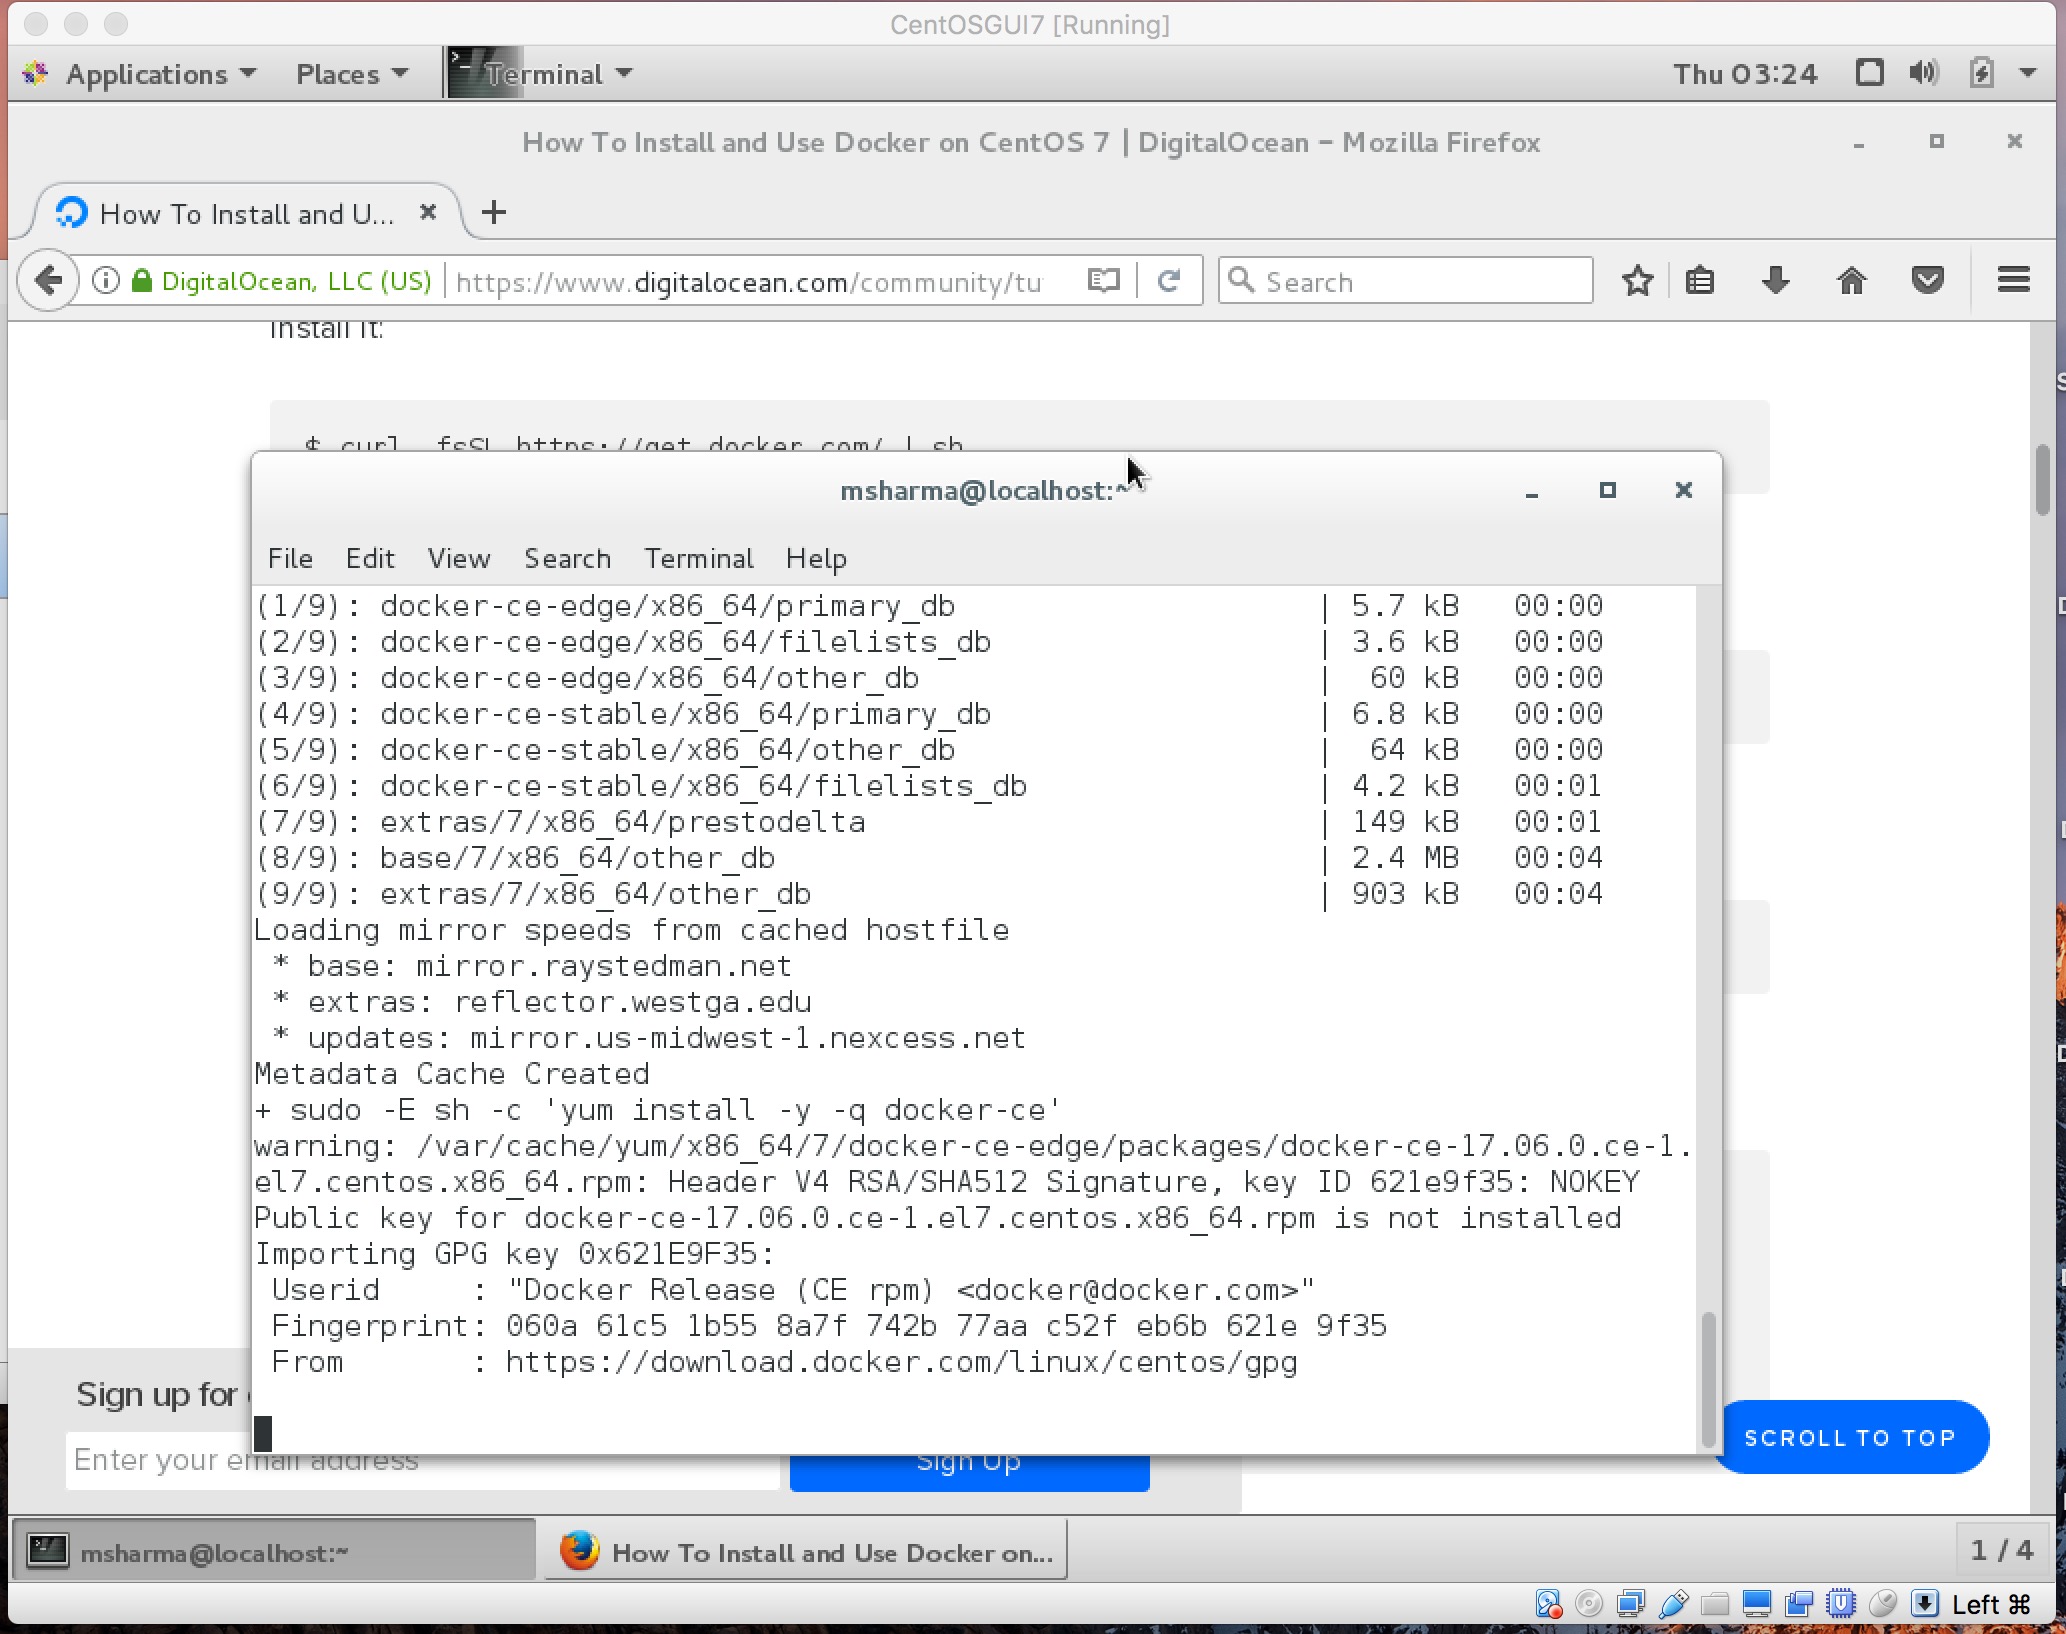 CentOSGUI7 [Running]
Applications Places Terminal Thu 03:24
How To Install and Use Docker on CentOS 7 | DigitalOcean – Mozilla Firefox
How To Install and U...
DigitalOcean, LLC (US) https://www.digitalocean.com/community/tu Search
install it:
$ curl -fsSL https://get.docker.com/ | sh
msharma@localhost:~
File Edit View Search Terminal Help
(1/9): docker-ce-edge/x86_64/primary_db | 5.7 kB 00:00
(2/9): docker-ce-edge/x86_64/filelists_db | 3.6 kB 00:00
(3/9): docker-ce-edge/x86_64/other_db | 60 kB 00:00
(4/9): docker-ce-stable/x86_64/primary_db | 6.8 kB 00:00
(5/9): docker-ce-stable/x86_64/other_db | 64 kB 00:00
(6/9): docker-ce-stable/x86_64/filelists_db | 4.2 kB 00:01
(7/9): extras/7/x86_64/prestodelta | 149 kB 00:01
(8/9): base/7/x86_64/other_db | 2.4 MB 00:04
(9/9): extras/7/x86_64/other_db | 903 kB 00:04
Loading mirror speeds from cached hostfile
* base: mirror.raystedman.net
* extras: reflector.westga.edu
* updates: mirror.us-midwest-1.nexcess.net
Metadata Cache Created
+ sudo -E sh -c 'yum install -y -q docker-ce'
warning: /var/cache/yum/x86_64/7/docker-ce-edge/packages/docker-ce-17.06.0.ce-1.
el7.centos.x86_64.rpm: Header V4 RSA/SHA512 Signature, key ID 621e9f35: NOKEY
Public key for docker-ce-17.06.0.ce-1.el7.centos.x86_64.rpm is not installed
Importing GPG key 0x621E9F35:
Userid : "Docker Release (CE rpm) <docker@docker.com>"
Fingerprint: 060a 61c5 1b55 8a7f 742b 77aa c52f eb6b 621e 9f35
From : https://download.docker.com/linux/centos/gpg
Sign up for
SCROLL TO TOP
Enter your email address Sign Up
msharma@localhost:~ How To Install and Use Docker on... 1 / 4
Left ⌘